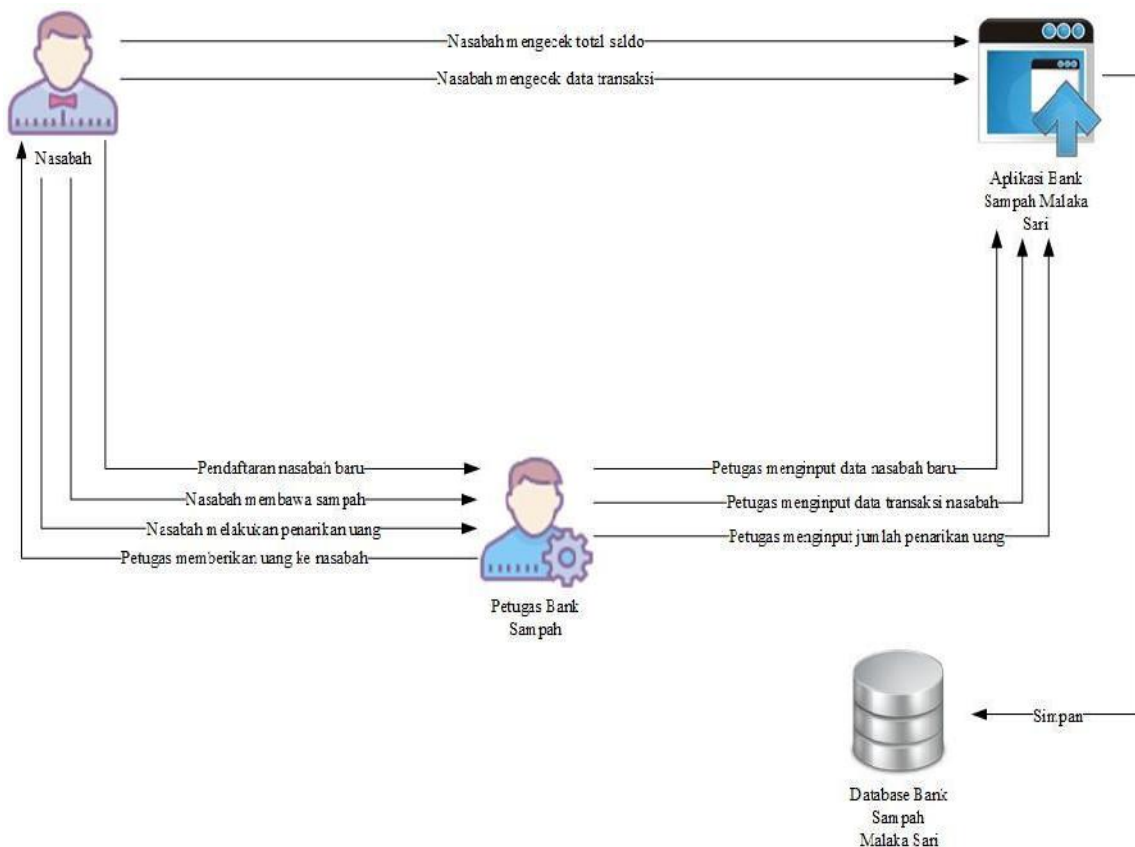 Nasabah mengecek total saldo
Nasabah mengecek data transaksi
Nasabah
Aplikasi Bank
Sampah Malaka
Sari
Pendaftaran nasabah baru
Nasabah membawa sampah
Nasabah melakukan penarikan uang
Petugas memberikan uang ke nasabah
Petugas menginput data nasabah baru
Petugas menginput data transaksi nasabah
Petugas menginput jumlah penarikan uang
Petugas Bank
Sampah
Simpan
Database Bank
Sampah
Malaka Sari